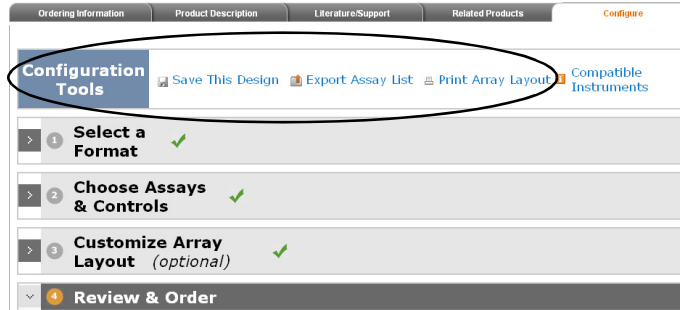 Ordering Information Product Description Literature/Support Related Products Configure
Configuration Tools Save This Design Export Assay List Print Array Layout Compatible Instruments
1 Select a
Format
2 Choose Assays
& Controls
3 Customize Array
Layout (optional)
4 Review & Order